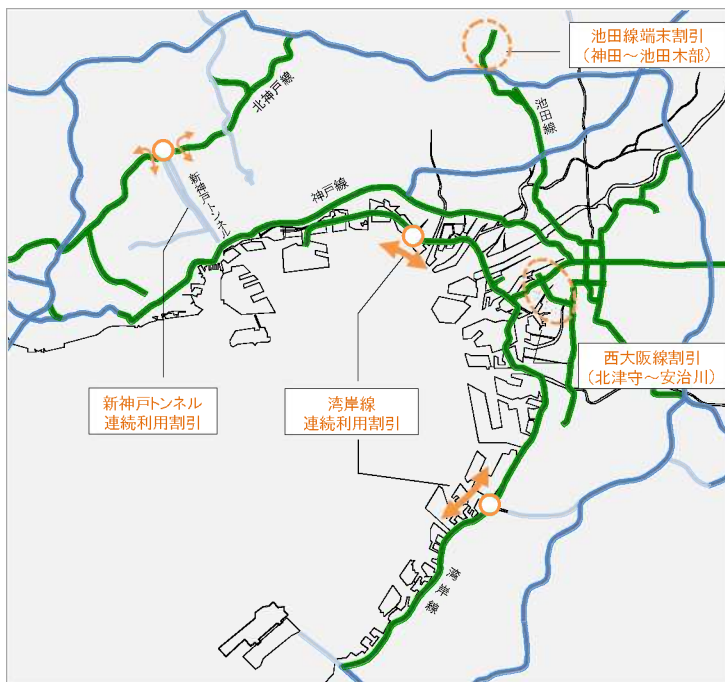 池田線端末割引
（神田～池田木部）
北神戸線
池田線
新神戸トンネル
神戸線
西大阪線割引
（北津守～安治川）
新神戸トンネル
連続利用割引
湾岸線
連続利用割引
湾岸線